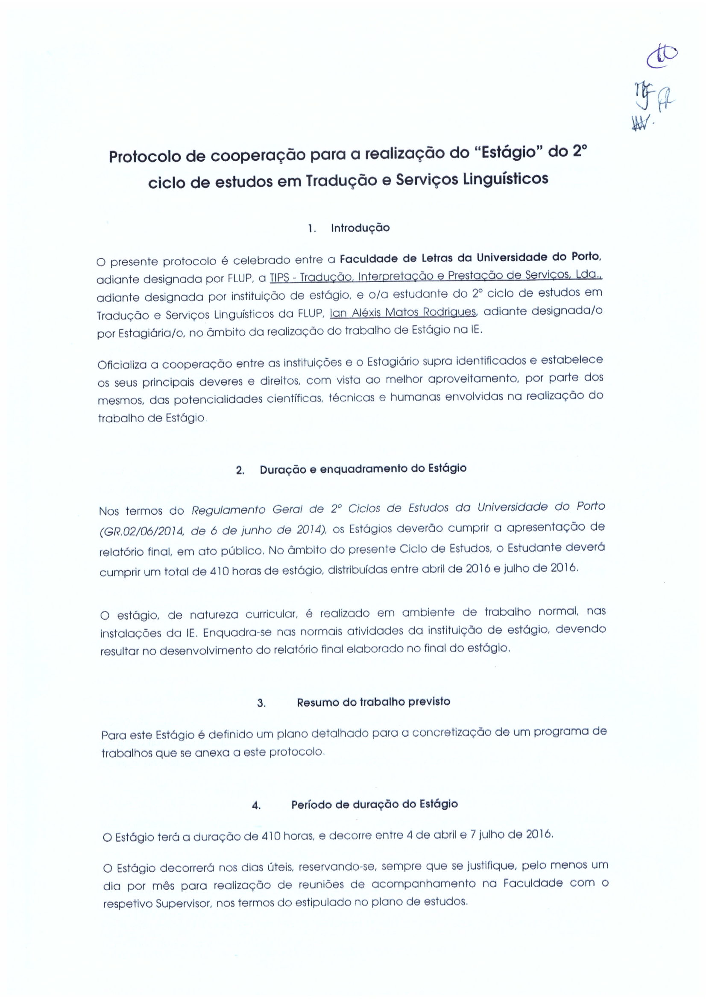 Protocolo de cooperação para a realização do “Estágio” do 2º
ciclo de estudos em Tradução e Serviços Linguísticos
1. Introdução
O presente protocolo é celebrado entre a Faculdade de Letras da Universidade do Porto,
adiante designada por FLUP, a TIPS - Tradução, Interpretação e Prestação de Serviços, Lda.,
adiante designada por instituição de estágio, e o/a estudante do 2º ciclo de estudos em
Tradução e Serviços Linguísticos da FLUP, Ian Aléxis Matos Rodrigues, adiante designada/o
por Estagiária/o, no âmbito da realização do trabalho de Estágio na IE.
Oficializa a cooperação entre as instituições e o Estagiário supra identificados e estabelece
os seus principais deveres e direitos, com vista ao melhor aproveitamento, por parte dos
mesmos, das potencialidades científicas, técnicas e humanas envolvidas na realização do
trabalho de Estágio.
2. Duração e enquadramento do Estágio
Nos termos do Regulamento Geral de 2º Ciclos de Estudos da Universidade do Porto
(GR.02/06/2014, de 6 de junho de 2014), os Estágios deverão cumprir a apresentação de
relatório final, em ato público. No âmbito do presente Ciclo de Estudos, o Estudante deverá
cumprir um total de 410 horas de estágio, distribuídas entre abril de 2016 e julho de 2016.
O estágio, de natureza curricular, é realizado em ambiente de trabalho normal, nas
instalações da IE. Enquadra-se nas normais atividades da instituição de estágio, devendo
resultar no desenvolvimento do relatório final elaborado no final do estágio.
3. Resumo do trabalho previsto
Para este Estágio é definido um plano detalhado para a concretização de um programa de
trabalhos que se anexa a este protocolo.
4. Período de duração do Estágio
O Estágio terá a duração de 410 horas, e decorre entre 4 de abril e 7 julho de 2016.
O Estágio decorrerá nos dias úteis, reservando-se, sempre que se justifique, pelo menos um
dia por mês para realização de reuniões de acompanhamento na Faculdade com o
respetivo Supervisor, nos termos do estipulado no plano de estudos.